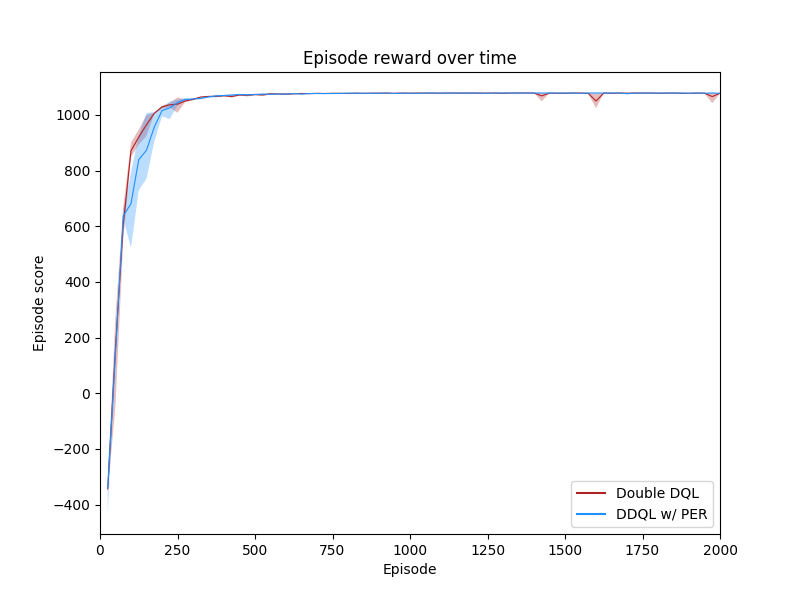 Episode reward over time
Episode score
1000
800
600
400
200
0
−200
−400
0 250 500 750 1000 1250 1500 1750 2000
Episode
Double DQL
DDQL w/ PER